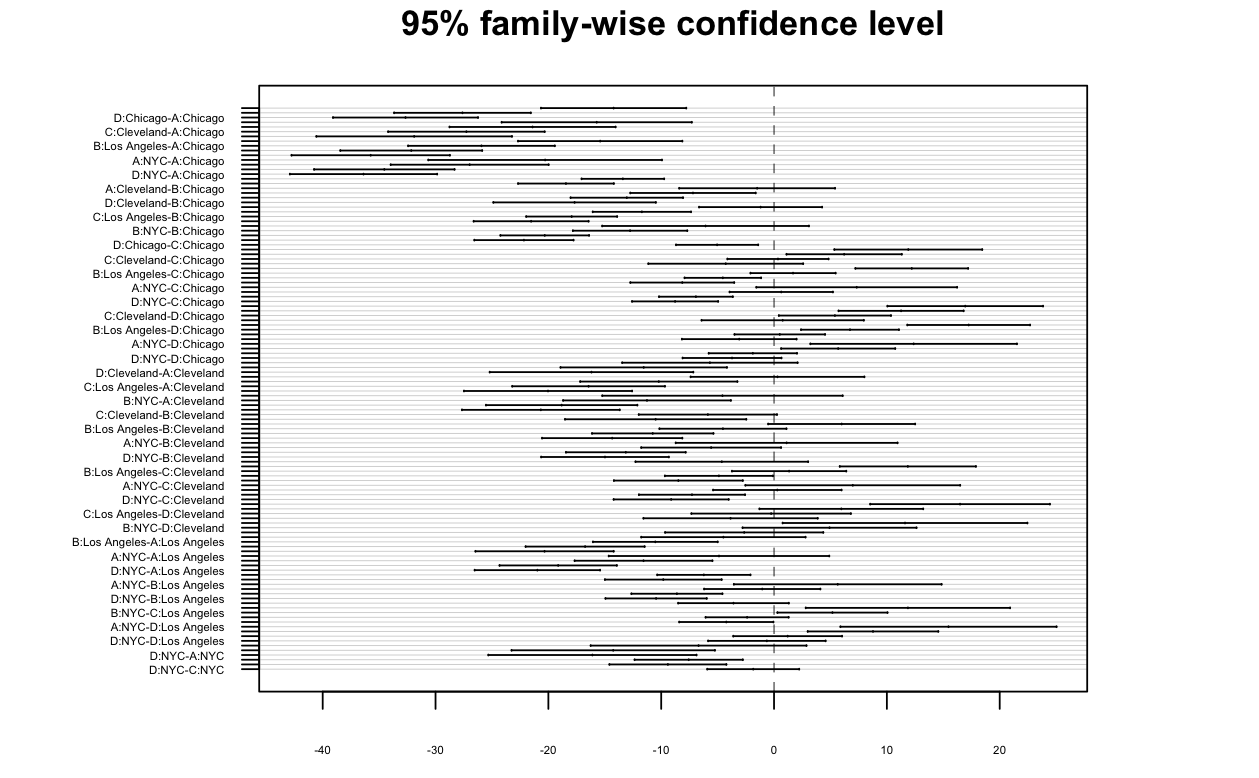 95% family-wise confidence level
D:Chicago-A:Chicago
C:Cleveland-A:Chicago
B:Los Angeles-A:Chicago
A:NYC-A:Chicago
D:NYC-A:Chicago
A:Cleveland-B:Chicago
D:Cleveland-B:Chicago
C:Los Angeles-B:Chicago
B:NYC-B:Chicago
D:Chicago-C:Chicago
C:Cleveland-C:Chicago
B:Los Angeles-C:Chicago
A:NYC-C:Chicago
D:NYC-C:Chicago
C:Cleveland-D:Chicago
B:Los Angeles-D:Chicago
A:NYC-D:Chicago
D:NYC-D:Chicago
D:Cleveland-A:Cleveland
C:Los Angeles-A:Cleveland
B:NYC-A:Cleveland
C:Cleveland-B:Cleveland
B:Los Angeles-B:Cleveland
A:NYC-B:Cleveland
D:NYC-B:Cleveland
B:Los Angeles-C:Cleveland
A:NYC-C:Cleveland
D:NYC-C:Cleveland
C:Los Angeles-D:Cleveland
B:NYC-D:Cleveland
B:Los Angeles-A:Los Angeles
A:NYC-A:Los Angeles
D:NYC-A:Los Angeles
A:NYC-B:Los Angeles
D:NYC-B:Los Angeles
B:NYC-C:Los Angeles
A:NYC-D:Los Angeles
D:NYC-D:Los Angeles
D:NYC-A:NYC
D:NYC-C:NYC
-40 -30 -20 -10 0 10 20